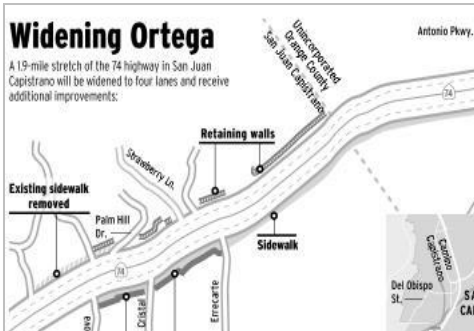 Widening Ortega
A 1.9-mile stretch of the 74 highway in San Juan
Capistrano will be widened to four lanes and receive
additional improvements:
Unincorporated
Orange County
San Juan Capistrano
Antonio Pkwy.
74
Retaining walls
Strawberry Ln.
Existing sidewalk
removed
Palm Hill
Dr.
Sidewalk
74
Cristal
Errecarte
Camino
Capistrano
Del Obispo
St.